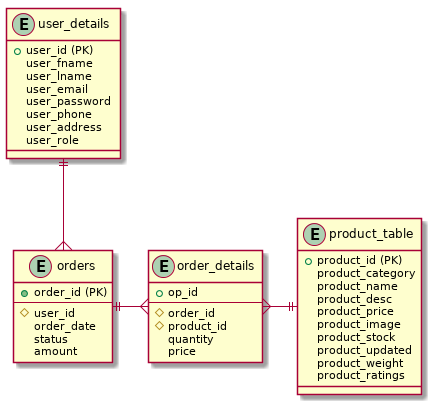 E user_details
user_id (PK)
user_fname
user_lname
user_email
user_password
user_phone
user_address
user_role
E orders
order_id (PK)
user_id
order_date
status
amount
E order_details
op_id
order_id
product_id
quantity
price
E product_table
product_id (PK)
product_category
product_name
product_desc
product_price
product_image
product_stock
product_updated
product_weight
product_ratings